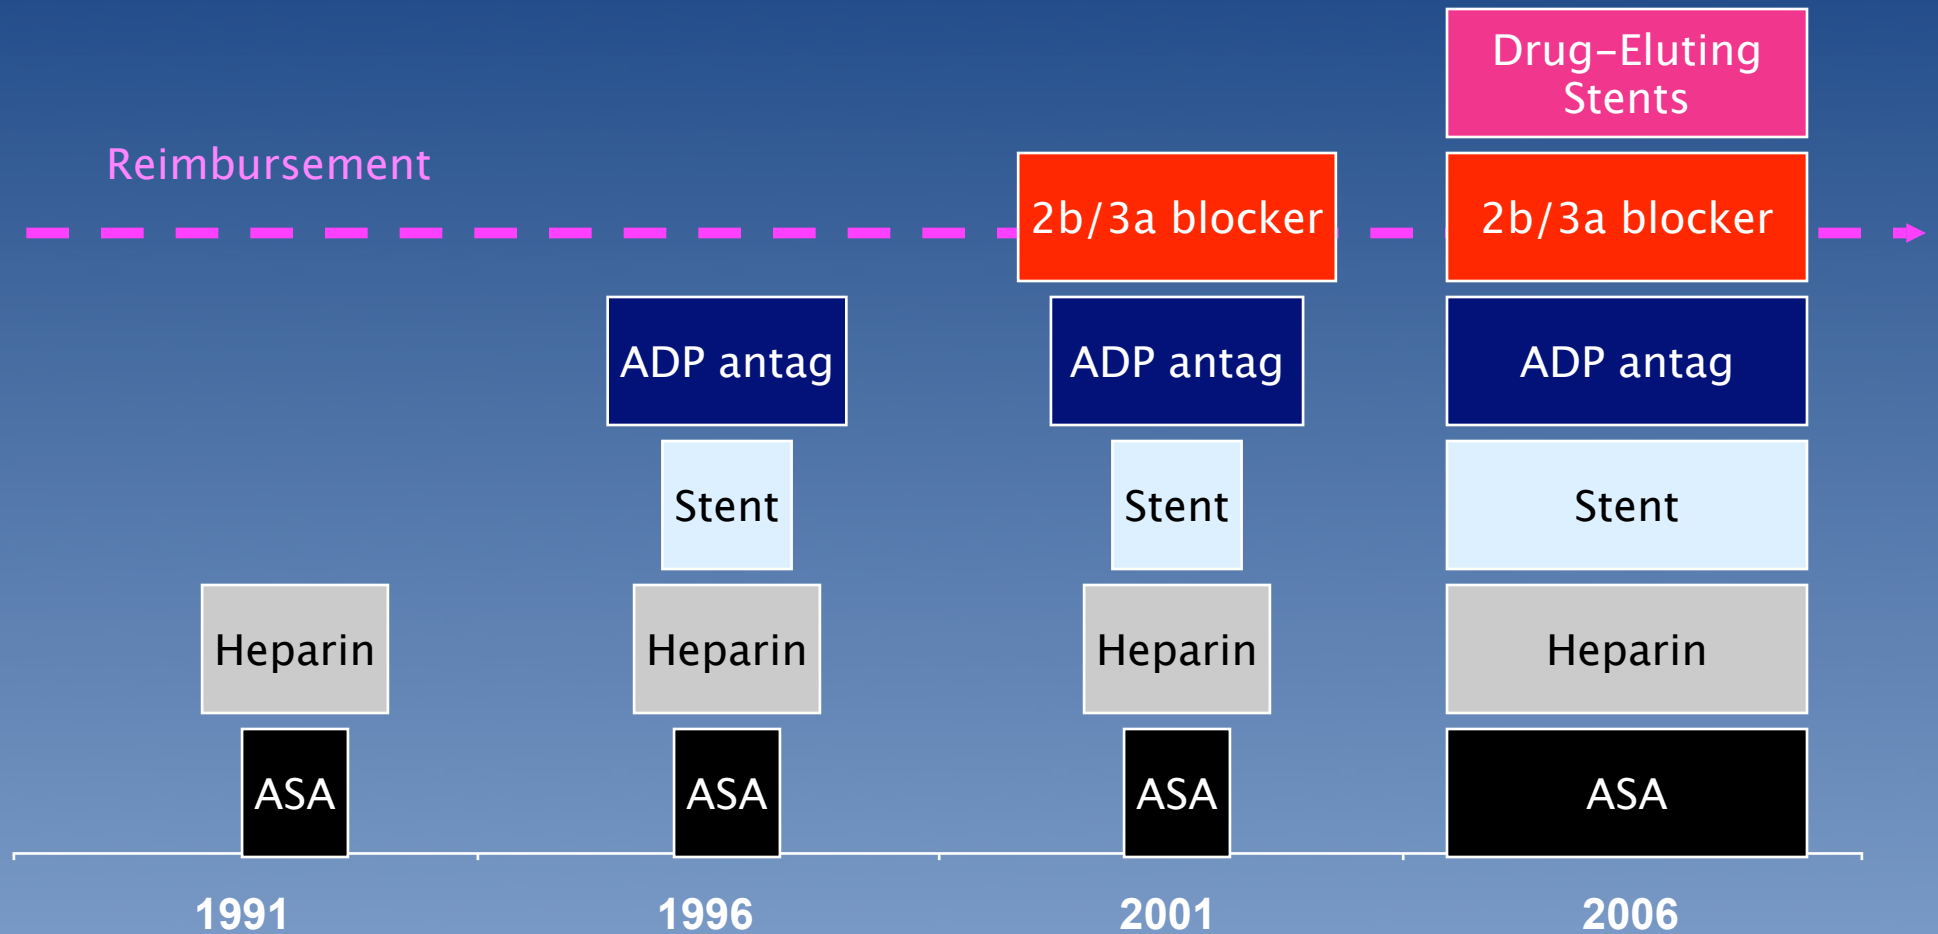 Drug–Eluting
Stents
Reimbursement
2b/3a blocker
2b/3a blocker
ADP antag
ADP antag
ADP antag
Stent
Stent
Stent
Heparin
Heparin
Heparin
Heparin
ASA
ASA
ASA
ASA
1991
1996
2001
2006